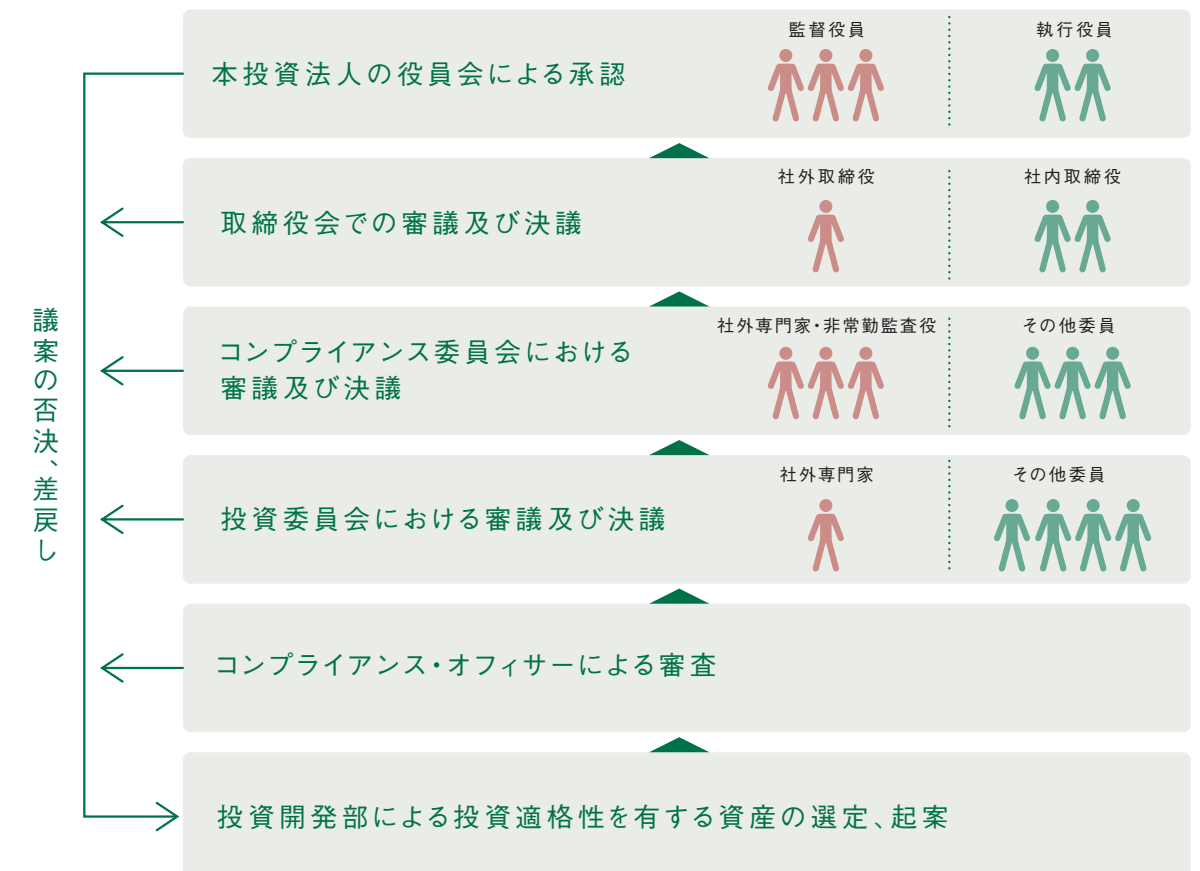 監督役員
執行役員
本投資法人の役員会による承認
社外取締役
社内取締役
取締役会での審議及び決議
社外専門家・非常勤監査役
その他委員
コンプライアンス委員会における
審議及び決議
社外専門家
その他委員
投資委員会における審議及び決議
コンプライアンス・オフィサーによる審査
投資開発部による投資適格性を有する資産の選定、起案
議案の否決、差戻し